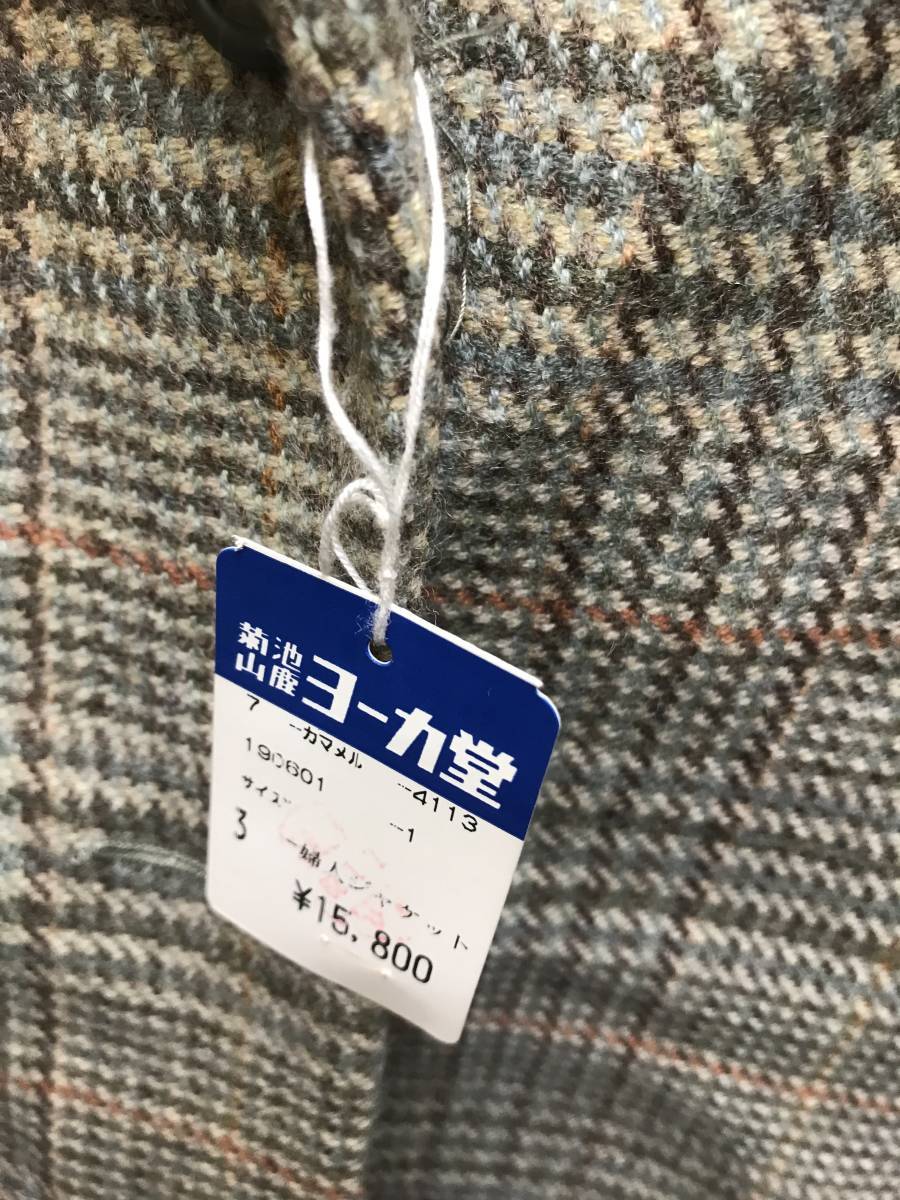 菊池 ヨーカ堂
山鹿
7 ーカマメル ー4113
190601 ー1
サイズ
3 ー婦人ジャケット
¥15,800